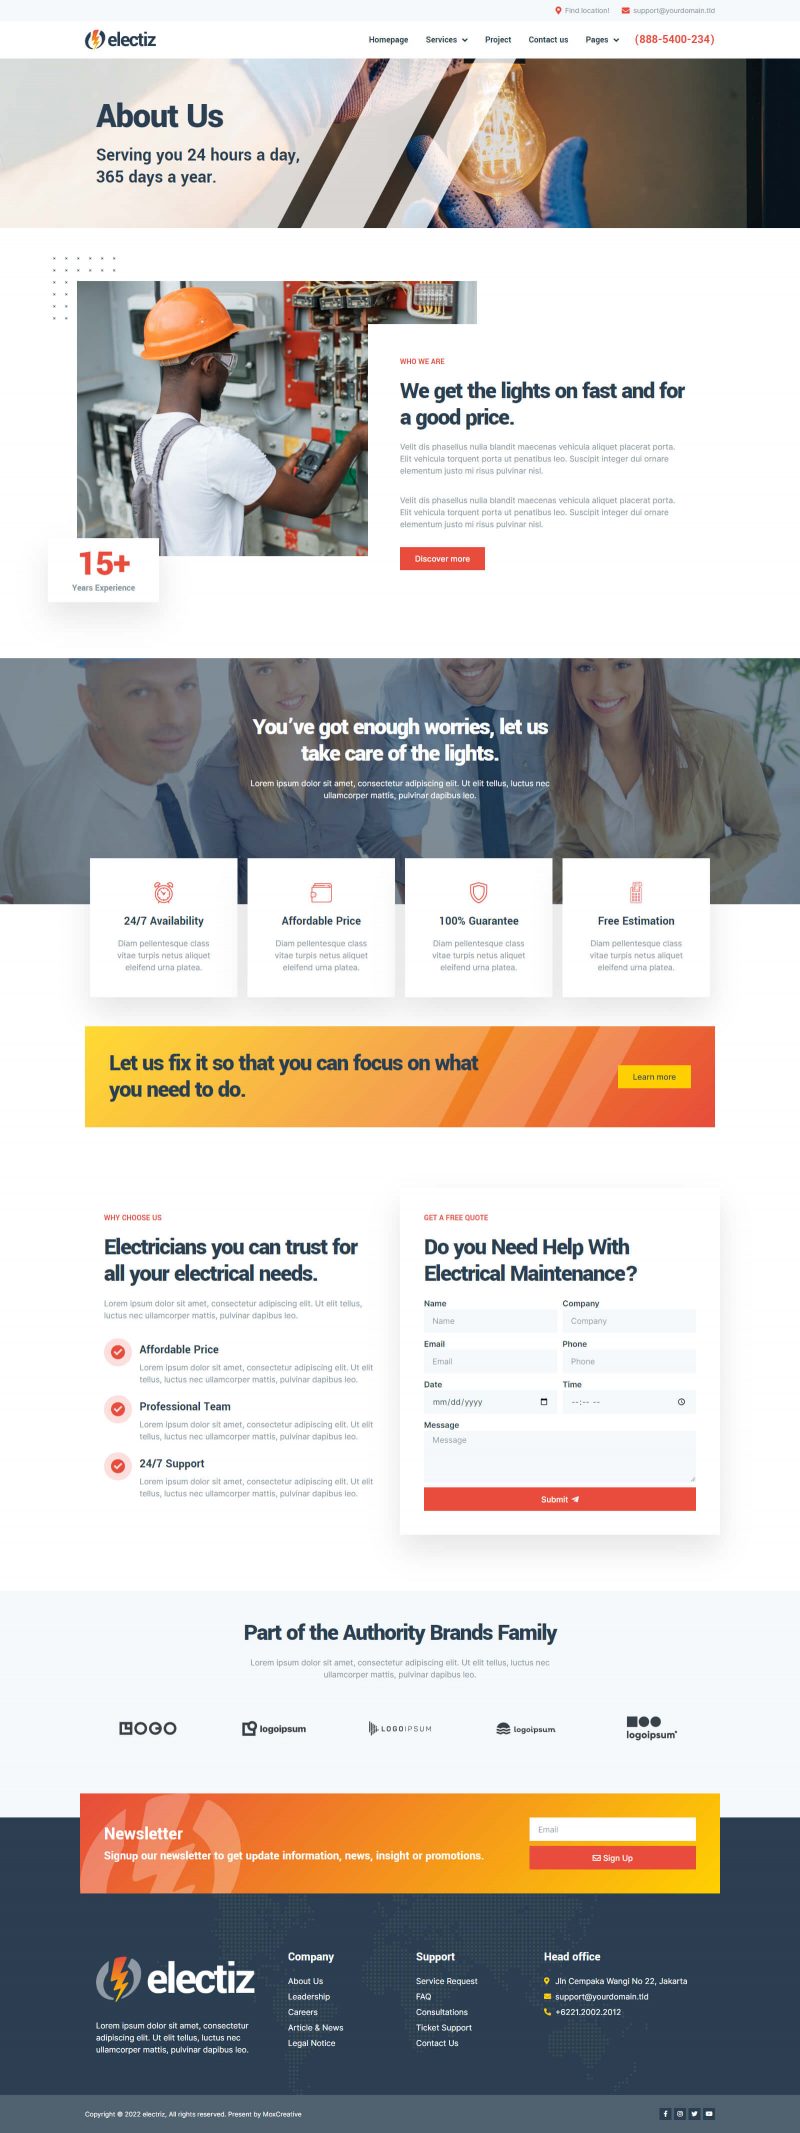 Find location!
support@yourdomain.tld
electiz
Homepage
Services
Project
Contact us
Pages
(888-5400-234)
About Us
Serving you 24 hours a day,
365 days a year.
WHO WE ARE
We get the lights on fast and for
a good price.
Velit dis phasellus nulla blandit maecenas vehicula aliquet placerat porta.
Elit vehicula torquent porta ut penatibus leo. Suscipit integer dui ornare
elementum justo mi risus pulvinar nisl.
Velit dis phasellus nulla blandit maecenas vehicula aliquet placerat porta.
Elit vehicula torquent porta ut penatibus leo. Suscipit integer dui ornare
elementum justo mi risus pulvinar nisl.
Discover more
15+
Years Experience
You've got enough worries, let us
take care of the lights.
Lorem ipsum dolor sit amet, consectetur adipiscing elit. Ut elit tellus, luctus nec
ullamcorper mattis, pulvinar dapibus leo.
24/7 Availability
Diam pellentesque class
vitae turpis netus aliquet
eleifend urna platea.
Affordable Price
Diam pellentesque class
vitae turpis netus aliquet
eleifend urna platea.
100% Guarantee
Diam pellentesque class
vitae turpis netus aliquet
eleifend urna platea.
Free Estimation
Diam pellentesque class
vitae turpis netus aliquet
eleifend urna platea.
Let us fix it so that you can focus on what
you need to do.
Learn more
WHY CHOOSE US
Electricians you can trust for
all your electrical needs.
Lorem ipsum dolor sit amet, consectetur adipiscing elit. Ut elit tellus,
luctus nec ullamcorper mattis, pulvinar dapibus leo.
Affordable Price
Lorem ipsum dolor sit amet, consectetur adipiscing elit. Ut elit
tellus, luctus nec ullamcorper mattis, pulvinar dapibus leo.
Professional Team
Lorem ipsum dolor sit amet, consectetur adipiscing elit. Ut elit
tellus, luctus nec ullamcorper mattis, pulvinar dapibus leo.
24/7 Support
Lorem ipsum dolor sit amet, consectetur adipiscing elit. Ut elit
tellus, luctus nec ullamcorper mattis, pulvinar dapibus leo.
GET A FREE QUOTE
Do you Need Help With
Electrical Maintenance?
Name
Name
Company
Company
Email
Email
Phone
Phone
Date
mm/dd/yyyy
Time
--:-- --
Message
Message
Submit
Part of the Authority Brands Family
Lorem ipsum dolor sit amet, consectetur adipiscing elit. Ut elit tellus, luctus nec
ullamcorper mattis, pulvinar dapibus leo.
LOGO
logoipsum
LOGOIPSUM
logoipsum
logoipsum
Newsletter
Signup our newsletter to get update information, news, insight or promotions.
Email
Sign Up
electiz
Lorem ipsum dolor sit amet, consectetur
adipiscing elit. Ut elit tellus, luctus nec
ullamcorper mattis, pulvinar dapibus leo.
Company
About Us
Leadership
Careers
Article & News
Legal Notice
Support
Service Request
FAQ
Consultations
Ticket Support
Contact Us
Head office
Jln Cempaka Wangi No 22, Jakarta
support@yourdomain.tld
+6221.2002.2012
Copyright © 2022 electriz, All rights reserved. Present by MoxCreative